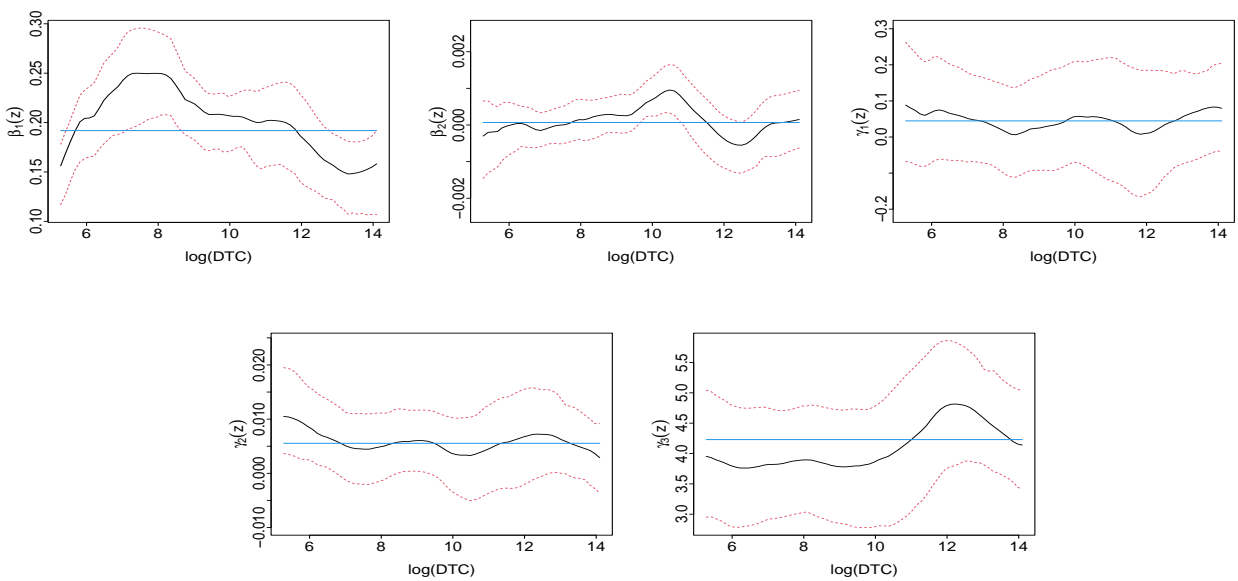 β₁(z)
0.10 0.15 0.20 0.25 0.30
6 8 10 12 14
log(DTC)
β₂(z)
−0.002 0.000 0.002
6 8 10 12 14
log(DTC)
γ₁(z)
−0.2 0.0 0.1 0.2 0.3
6 8 10 12 14
log(DTC)
γ₂(z)
−0.010 0.000 0.010 0.020
6 8 10 12 14
log(DTC)
γ₃(z)
3.0 3.5 4.0 4.5 5.0 5.5
6 8 10 12 14
log(DTC)